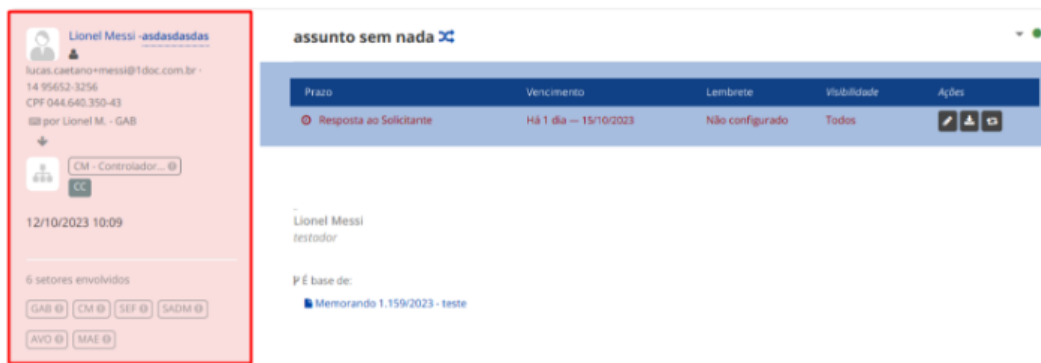 Lionel Messi -asdasdasdas
lucas.caetano+messi@1doc.com.br ·
14 95652-3256
CPF 044.640.350-43
por Lionel M. - GAB
CM - Controlador...
CC
12/10/2023 10:09
6 setores envolvidos
GAB CM SEF SADM
AVO MAE
assunto sem nada
Prazo Vencimento Lembrete Visibilidade Ações
Resposta ao Solicitante Há 1 dia — 15/10/2023 Não configurado Todos
_
Lionel Messi
testador
É base de:
Memorando 1.159/2023 - teste